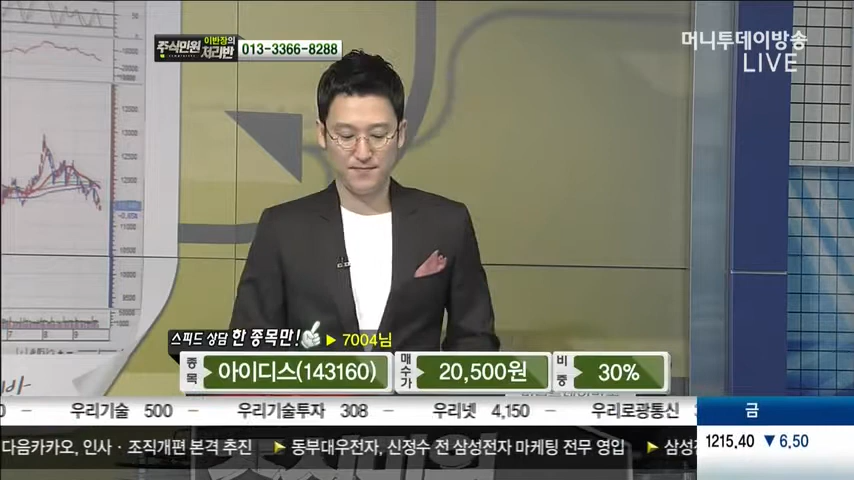 주식민원 이반장의 처리반 013-3366-8288
머니투데이방송
LIVE
스피드 상담 한 종목만! ▶ 7004님
종목 아이디스(143160) 매수가 20,500원 비중 30%
우리기술 500 - 우리기술투자 308 - 우리넷 4,150 - 우리로광통신
금
1215.40 ▼6.50
다음카카오, 인사·조직개편 본격 추진 ▶ 동부대우전자, 신정수 전 삼성전자 마케팅 전무 영입 ▶ 삼성전